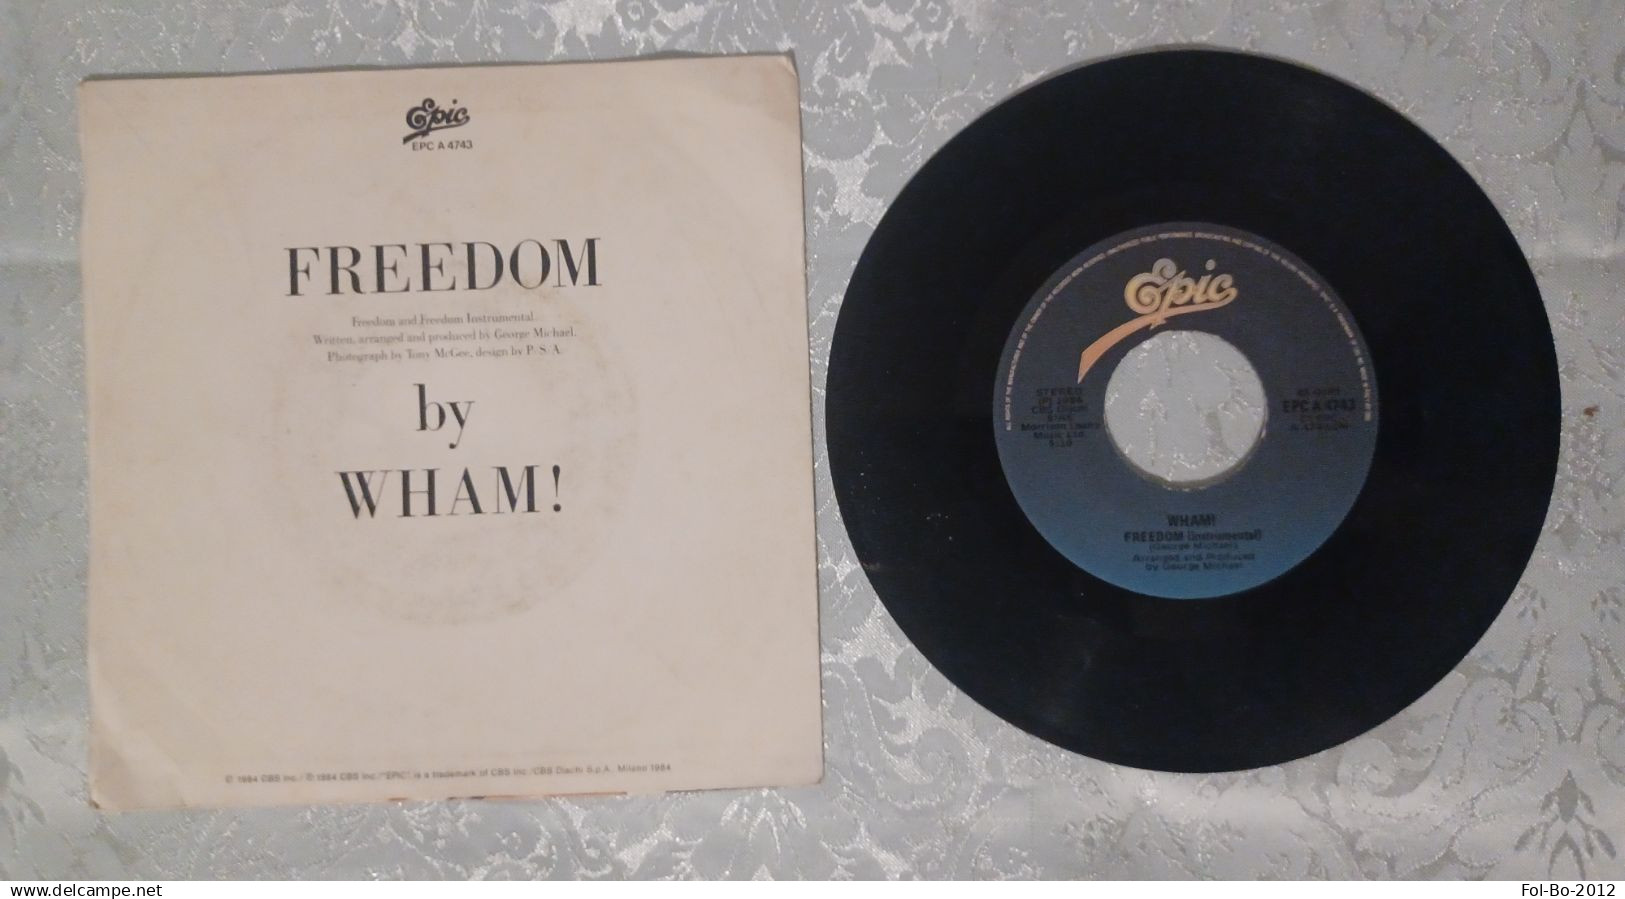 Epic
EPC A 4743
FREEDOM
Freedom and Freedom Instrumental.
Written, arranged and produced by George Michael.
Photograph by Tony McGee, design by P. S. A.
by
WHAM!
© 1984 CBS Inc./ ℗ 1984 CBS Inc./"EPIC" is a trademark of CBS Inc./CBS Dischi S.p.A. Milano 1984
Epic
STEREO
(P) 1984
CBS
Morrison Leahy
Music Ltd.
5:10
EPC A 4743
WHAM!
FREEDOM (Instrumental)
(George Michael)
Arranged and Produced
by George Michael
www.delcampe.net
Fol-Bo-2012